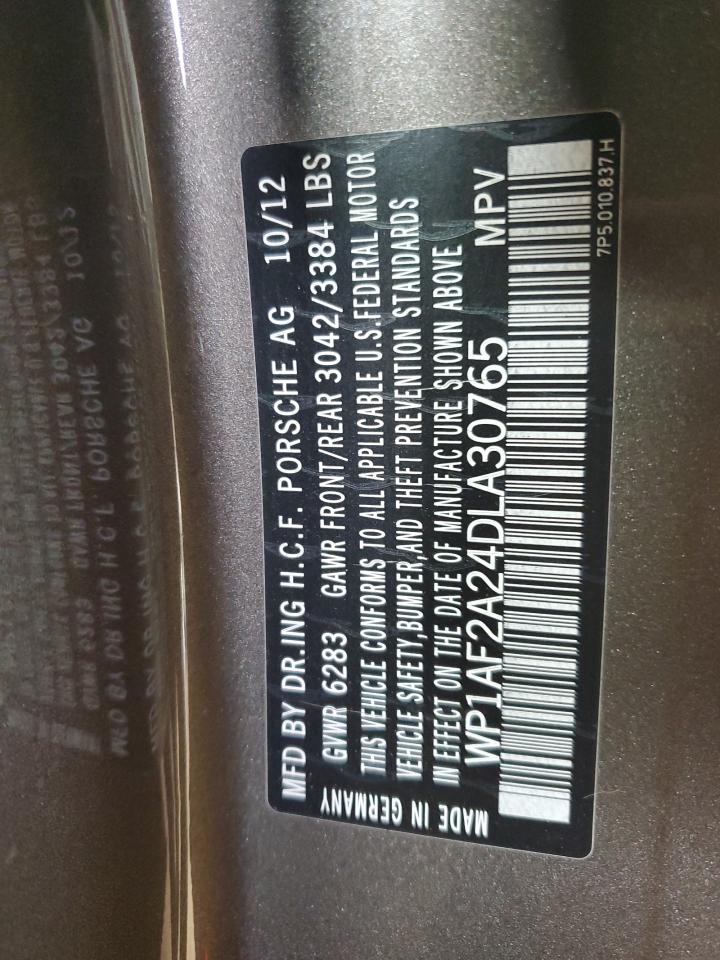 MFD BY DR.ING H.C.F. PORSCHE AG 10/12
GVWR 6283 GAWR FRONT/REAR 3042/3384 LBS
THIS VEHICLE CONFORMS TO ALL APPLICABLE U.S.FEDERAL MOTOR
VEHICLE SAFETY,BUMPER,AND THEFT PREVENTION STANDARDS
IN EFFECT ON THE DATE OF MANUFACTURE SHOWN ABOVE
WP1AF2A24DLA30765 MPV
MADE IN GERMANY
7P5.010.837.H